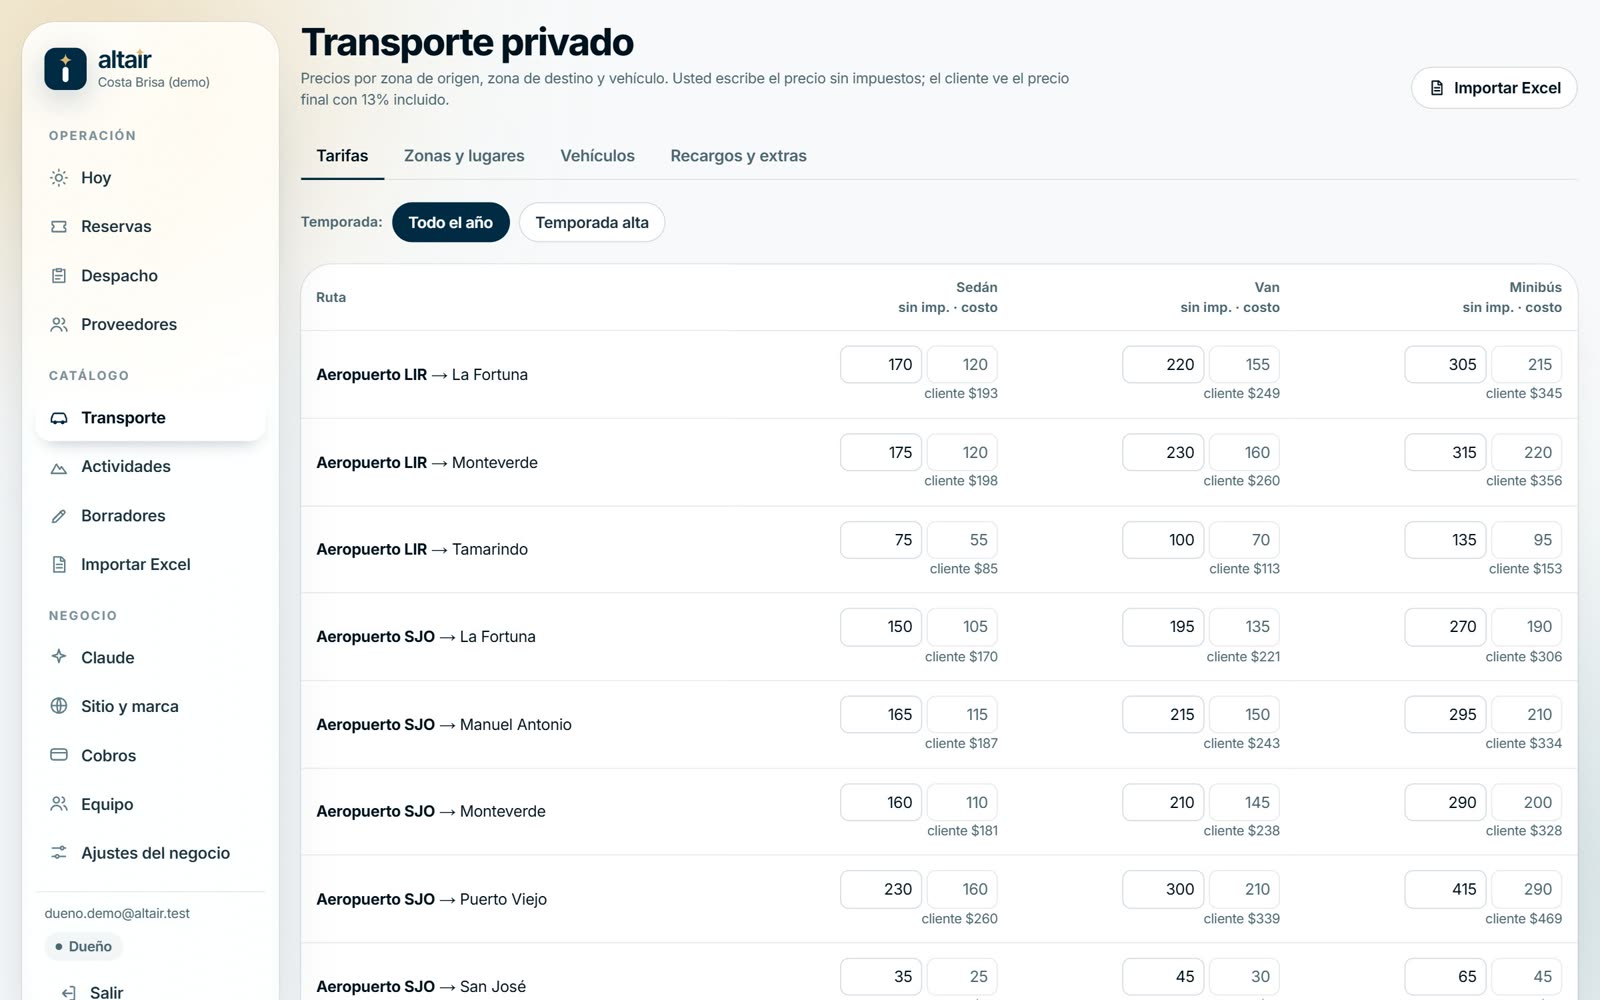 altair
Costa Brisa (demo)
OPERACIÓN
Hoy
Reservas
Despacho
Proveedores
CATÁLOGO
Transporte
Actividades
Borradores
Importar Excel
NEGOCIO
Claude
Sitio y marca
Cobros
Equipo
Ajustes del negocio
dueno.demo@altair.test
Dueño
Salir
Transporte privado
Precios por zona de origen, zona de destino y vehículo. Usted escribe el precio sin impuestos; el cliente ve el precio
final con 13% incluido.
Importar Excel
Tarifas Zonas y lugares Vehículos Recargos y extras
Temporada: Todo el año Temporada alta
Ruta Sedán Van Minibús
sin imp. · costo sin imp. · costo sin imp. · costo
Aeropuerto LIR → La Fortuna 170 120 220 155 305 215
cliente $193 cliente $249 cliente $345
Aeropuerto LIR → Monteverde 175 120 230 160 315 220
cliente $198 cliente $260 cliente $356
Aeropuerto LIR → Tamarindo 75 55 100 70 135 95
cliente $85 cliente $113 cliente $153
Aeropuerto SJO → La Fortuna 150 105 195 135 270 190
cliente $170 cliente $221 cliente $306
Aeropuerto SJO → Manuel Antonio 165 115 215 150 295 210
cliente $187 cliente $243 cliente $334
Aeropuerto SJO → Monteverde 160 110 210 145 290 200
cliente $181 cliente $238 cliente $328
Aeropuerto SJO → Puerto Viejo 230 160 300 210 415 290
cliente $260 cliente $339 cliente $469
Aeropuerto SJO → San José 35 25 45 30 65 45